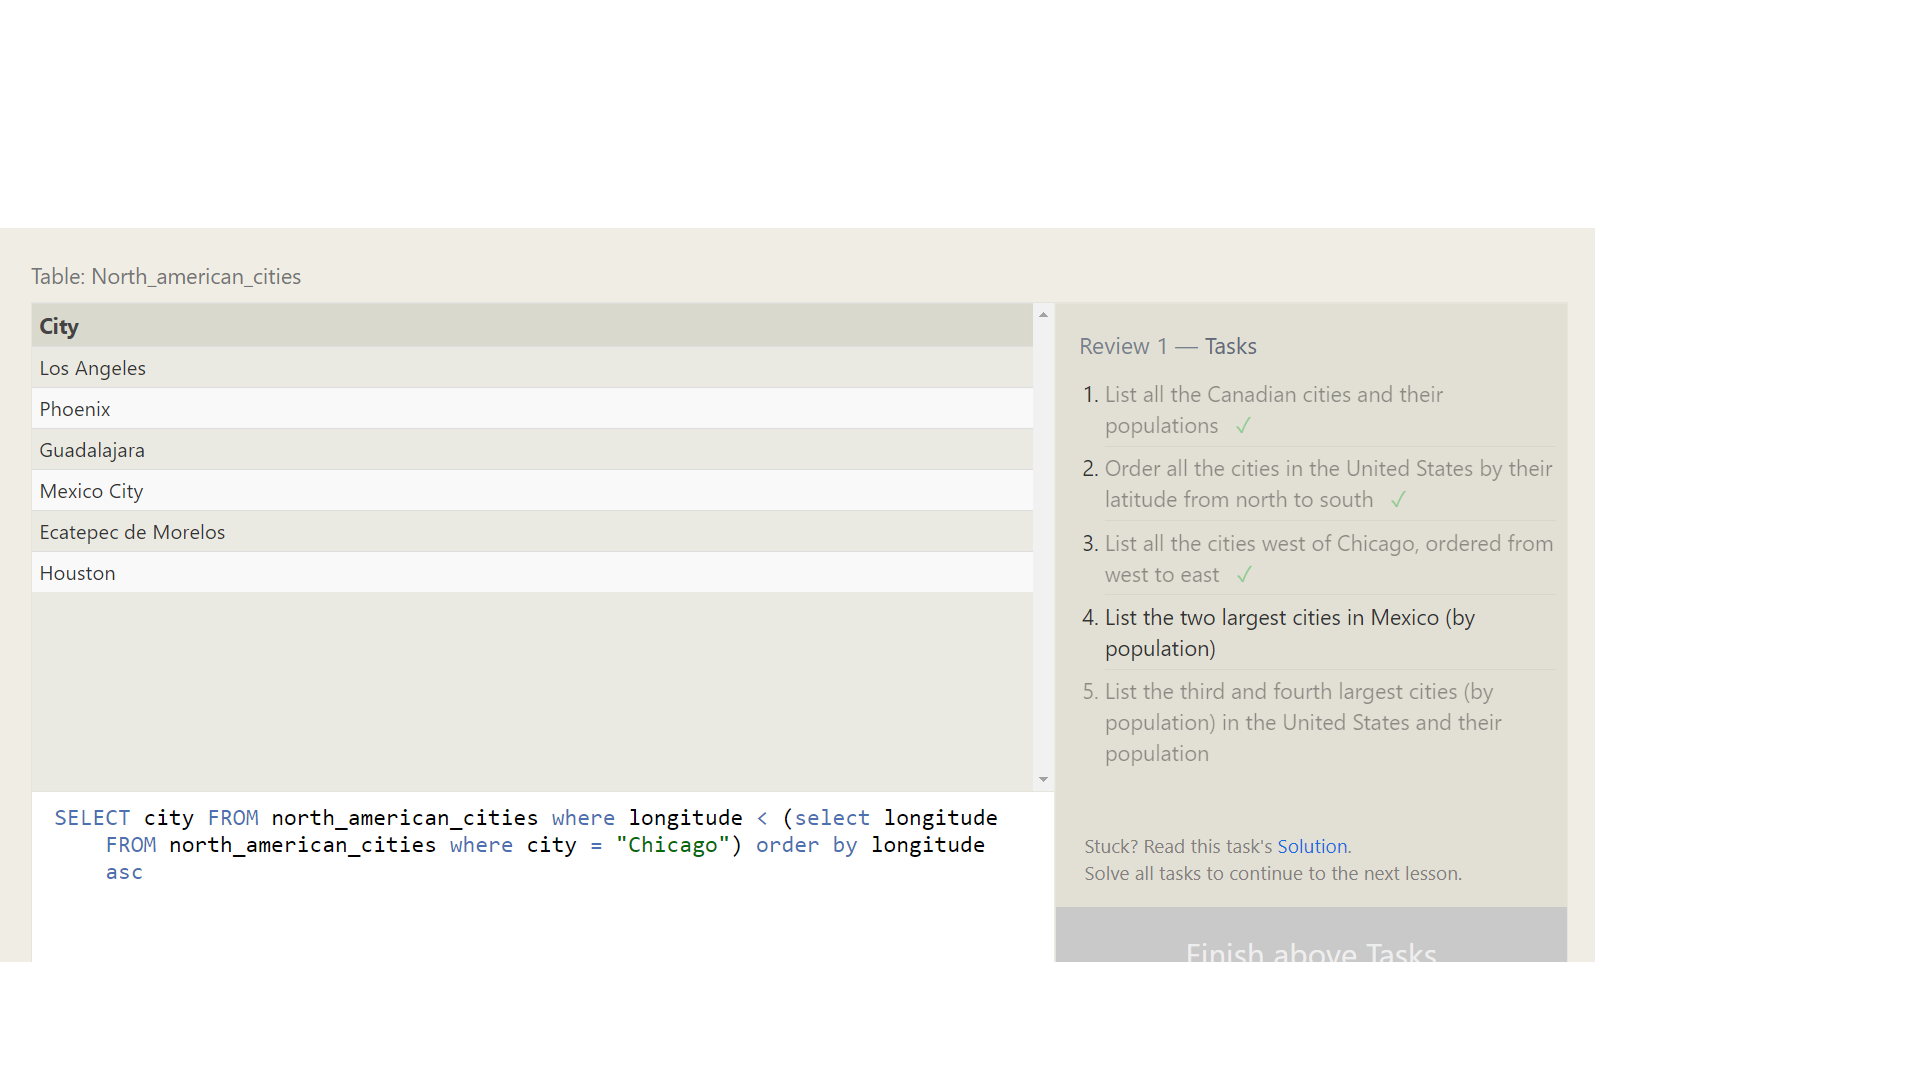 Table: North_american_cities
City
Los Angeles
Phoenix
Guadalajara
Mexico City
Ecatepec de Morelos
Houston
SELECT city FROM north_american_cities where longitude < (select longitude
FROM north_american_cities where city = "Chicago") order by longitude
asc
Review 1 — Tasks
1. List all the Canadian cities and their
populations ✓
2. Order all the cities in the United States by their
latitude from north to south ✓
3. List all the cities west of Chicago, ordered from
west to east ✓
4. List the two largest cities in Mexico (by
population)
5. List the third and fourth largest cities (by
population) in the United States and their
population
Stuck? Read this task's Solution.
Solve all tasks to continue to the next lesson.
Finish above Tasks